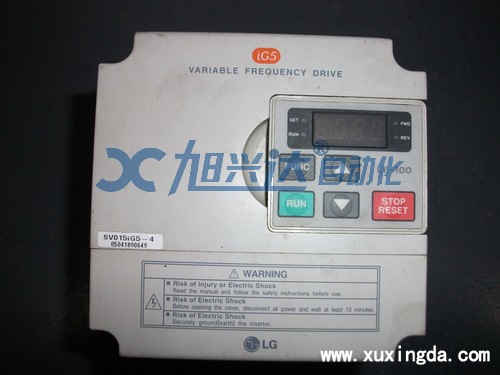 iG5
VARIABLE FREQUENCY DRIVE
SET
RUN
FWD
REV
FUNC
100
旭兴达®自动化
RUN
STOP
RESET
SV015iG5-4
05041800649
WARNING
Risk of Injury or Electric Shock
Read the manual and follow the safety instructions before use.
Risk of Electric Shock
Before opening the cover, disconnect all power and wait at least 10 minutes.
Risk of Electric Shock
Securely ground(earth) the inverter.
LG
www.xuxingda.com